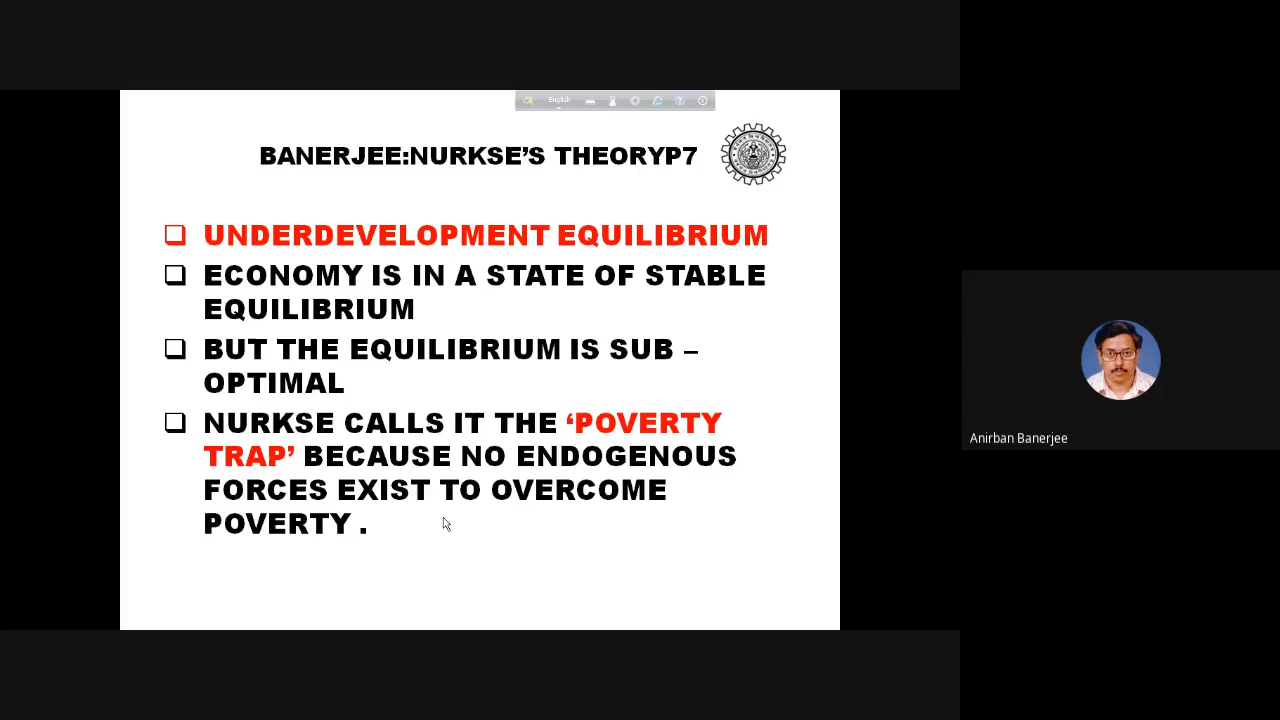 English
BANERJEE:NURKSE’S THEORYP7
UNDERDEVELOPMENT EQUILIBRIUM
ECONOMY IS IN A STATE OF STABLE
EQUILIBRIUM
BUT THE EQUILIBRIUM IS SUB –
OPTIMAL
NURKSE CALLS IT THE ‘POVERTY
TRAP’ BECAUSE NO ENDOGENOUS
FORCES EXIST TO OVERCOME
POVERTY .
Anirban Banerjee